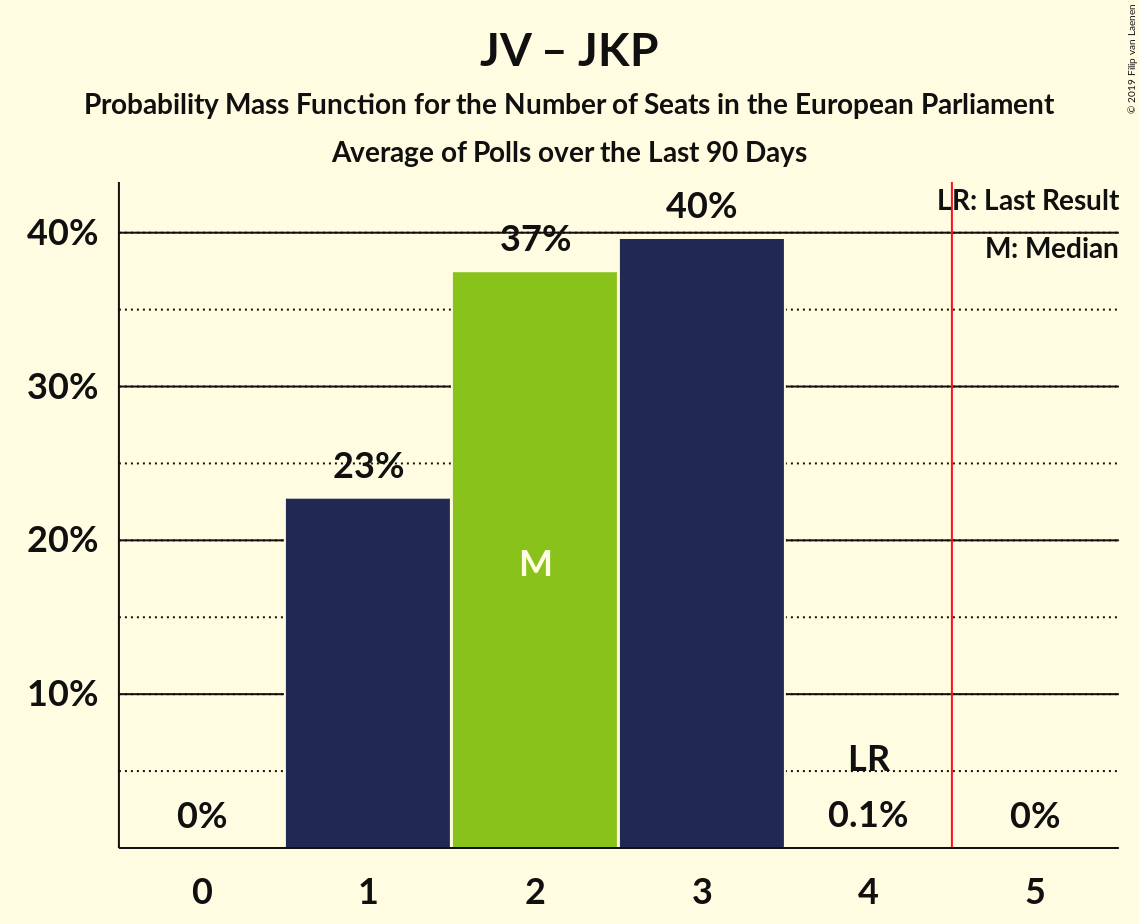 JV – JKP
Probability Mass Function for the Number of Seats in the European Parliament
Average of Polls over the Last 90 Days
© 2019 Filip van Laenen
LR: Last Result
M: Median
40%
30%
20%
10%
0%
23%
37%
M
40%
LR
0.1%
0%
0 1 2 3 4 5